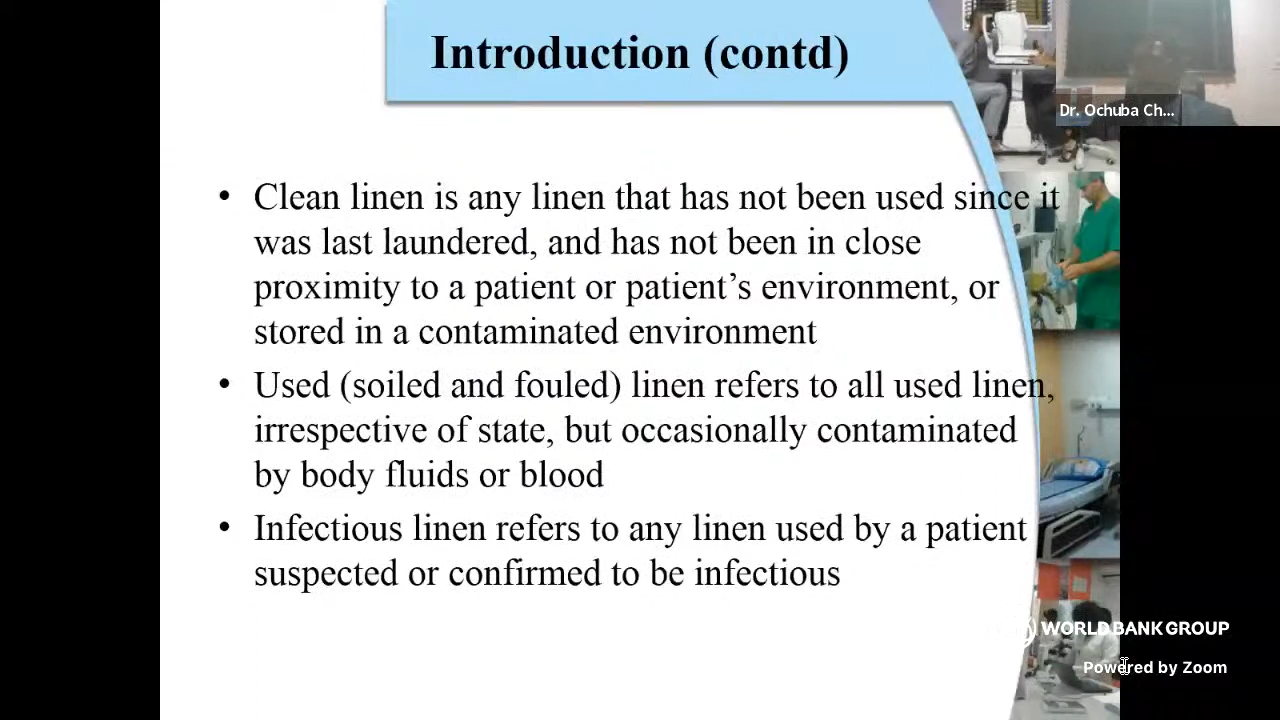 Introduction (contd)
Dr. Ochuba Ch...
• Clean linen is any linen that has not been used since it
was last laundered, and has not been in close
proximity to a patient or patient’s environment, or
stored in a contaminated environment
• Used (soiled and fouled) linen refers to all used linen,
irrespective of state, but occasionally contaminated
by body fluids or blood
• Infectious linen refers to any linen used by a patient
suspected or confirmed to be infectious
WORLD BANK GROUP
Powered by Zoom